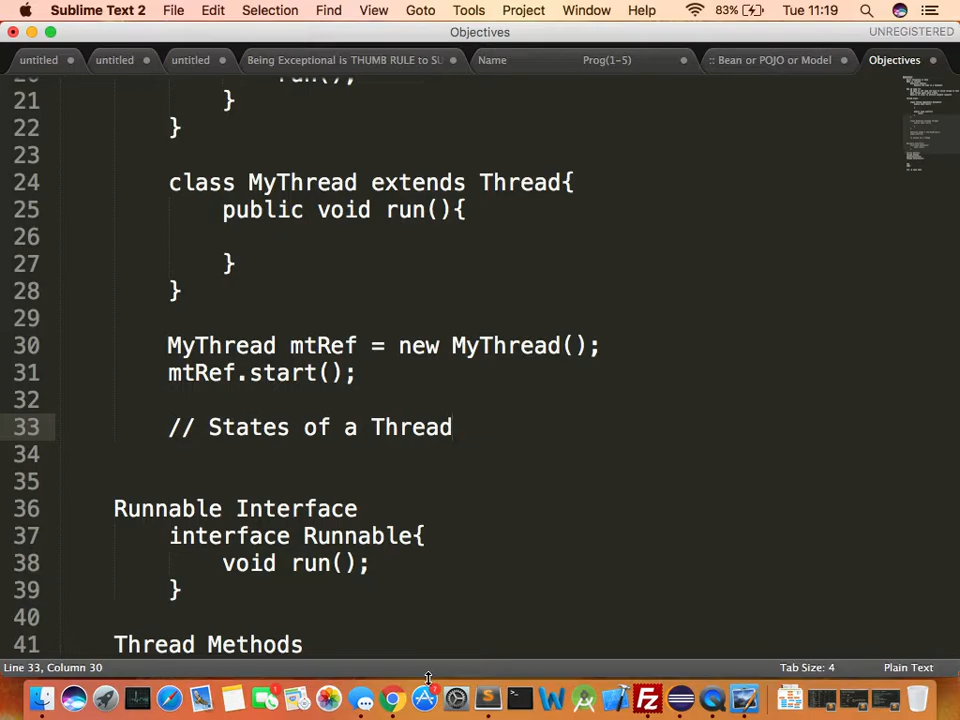 Sublime Text 2 File Edit Selection Find View Goto Tools Project Window Help 83% Tue 11:19
Objectives
UNREGISTERED
untitled untitled untitled Being Exceptional is THUMB RULE to SU Name Prog(1-5) :: Bean or POJO or Model Objectives
20 run();
21 }
22 }
23
24 class MyThread extends Thread{
25 public void run(){
26
27 }
28 }
29
30 MyThread mtRef = new MyThread();
31 mtRef.start();
32
33 // States of a Thread
34
35
36 Runnable Interface
37 interface Runnable{
38 void run();
39 }
40
41 Thread Methods
Line 33, Column 30 Tab Size: 4 Plain Text